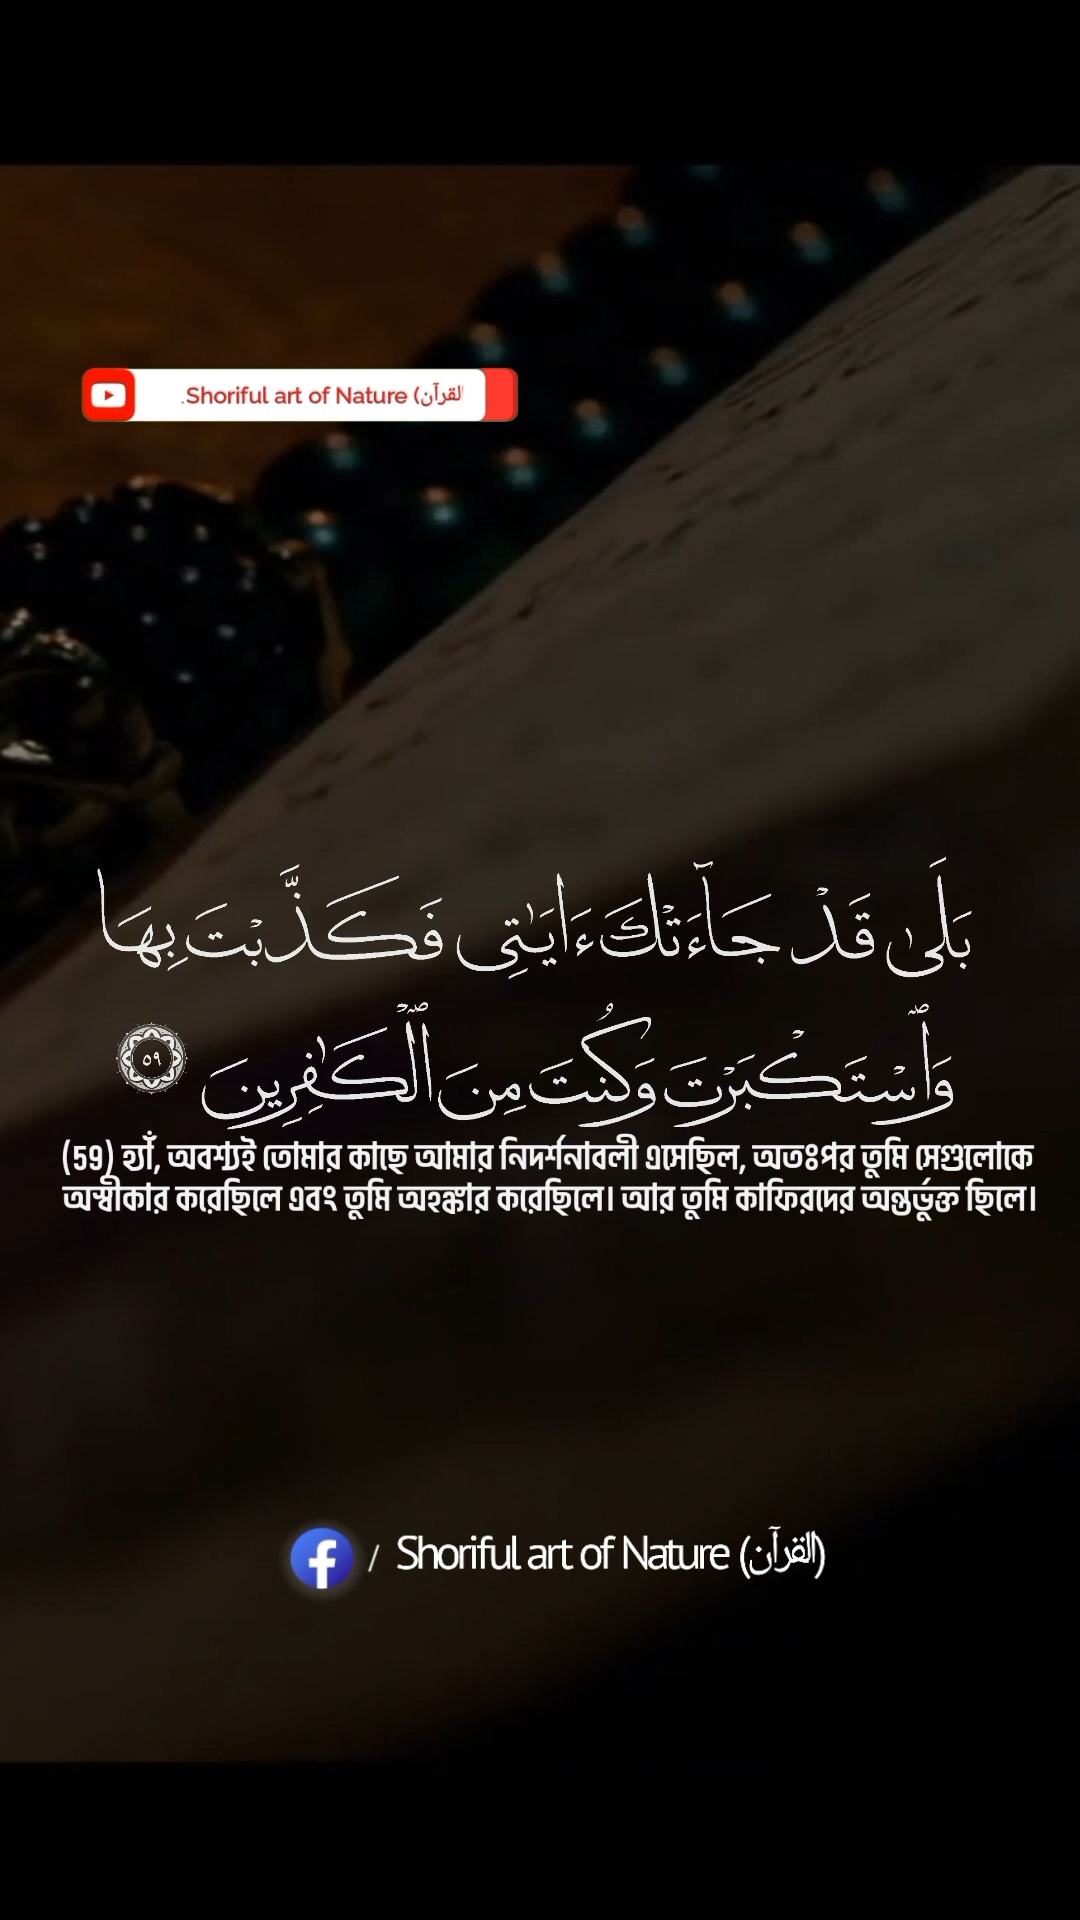 .Shoriful art of Nature (القرآن
بَلَىٰ قَدْ جَآءَتْكَ ءَايَـٰتِى فَكَذَّبْتَ بِهَا
وَٱسْتَكْبَرْتَ وَكُنتَ مِنَ ٱلْكَـٰفِرِينَ ٥٩
(59) হ্যাঁ, অবশ্যই তোমার কাছে আমার নিদর্শনাবলী এসেছিল, অতঃপর তুমি সেগুলোকে
অস্বীকার করেছিলে এবং তুমি অহঙ্কার করেছিলে। আর তুমি কাফিরদের অন্তর্ভুক্ত ছিলে।
/ Shoriful art of Nature (القرآن)